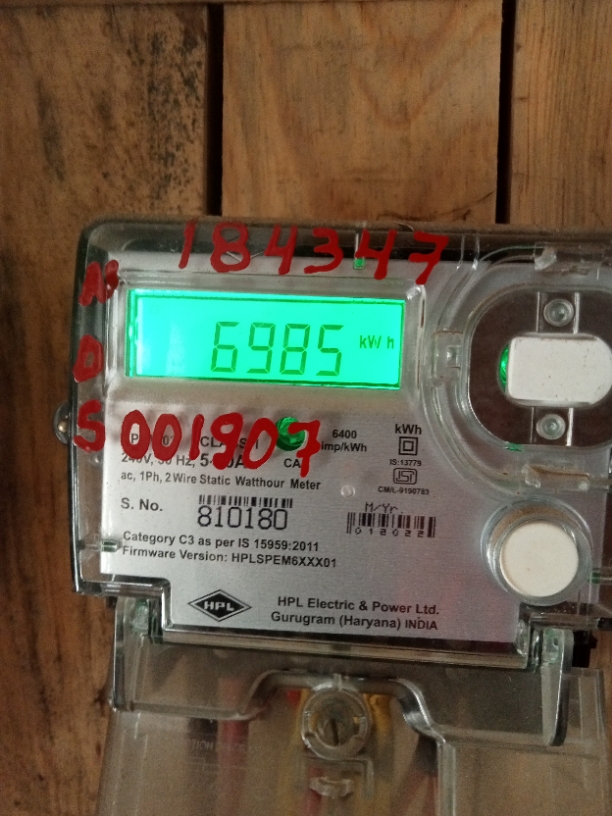 184347
N
6985 kWh
D
S 001907
6400 imp/kWh
kWh
240V, 50 Hz,
CAT
IS:13779
ac, 1Ph, 2 Wire Static Watthour Meter
CM/L-9190783
S. No. 810180
M/Yr
012022
Category C3 as per IS 15959:2011
Firmware Version: HPLSPEM6XXX01
HPL
HPL Electric & Power Ltd.
Gurugram (Haryana) INDIA